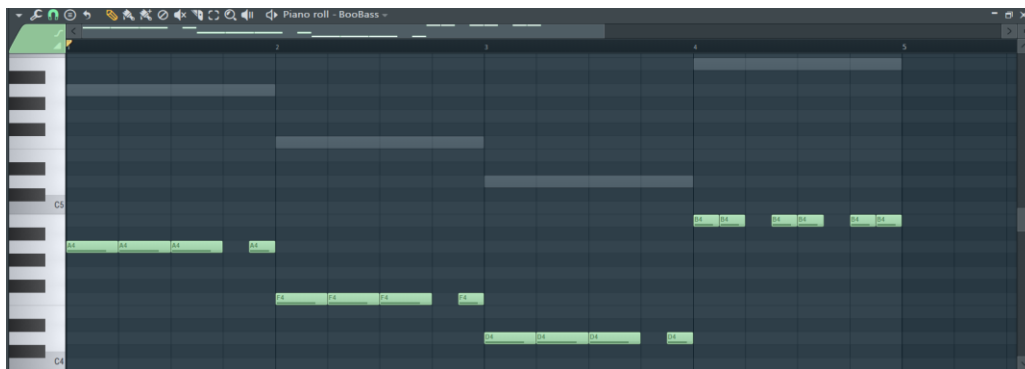 Piano roll - BooBass
2 3 4 5
C5
B4 B4 B4 B4 B4 B4
A4 A4 A4 A4
F4 F4 F4 F4
D4 D4 D4 D4
C4